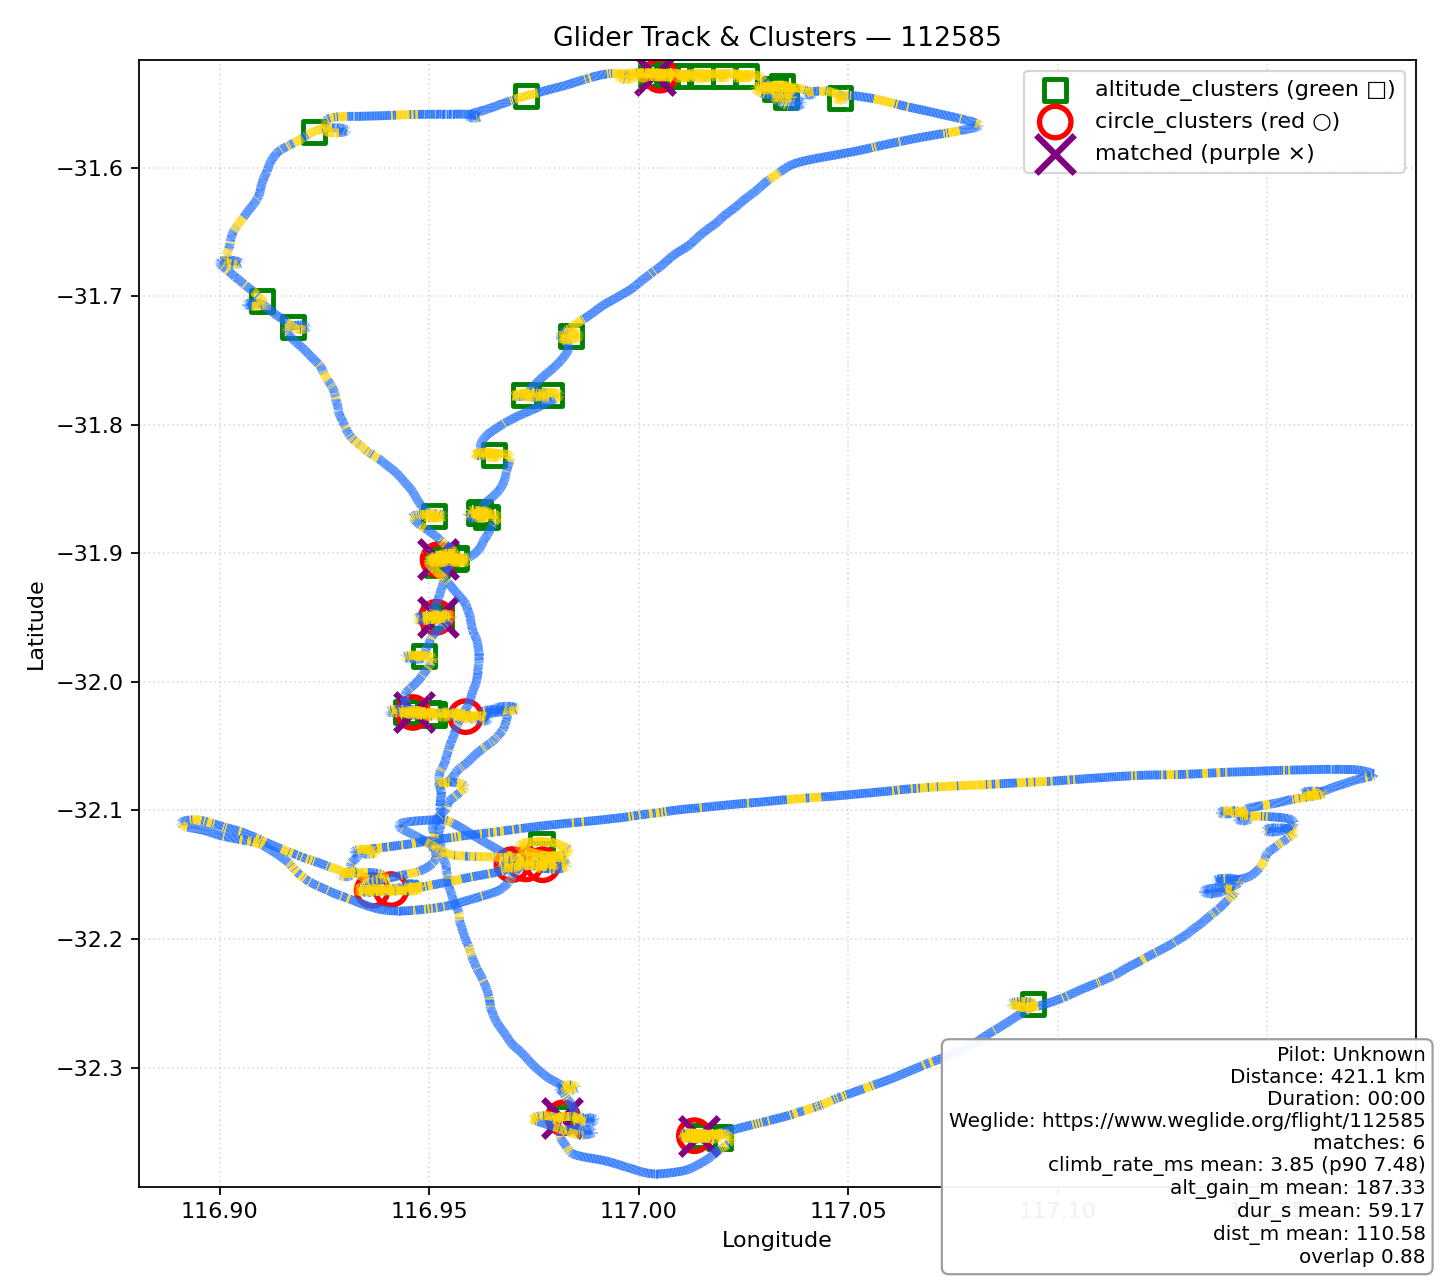 Glider Track & Clusters — 112585
altitude_clusters (green □)
circle_clusters (red ○)
matched (purple ×)
−31.6
−31.7
−31.8
−31.9
−32.0
−32.1
−32.2
−32.3
Latitude
116.90
116.95
117.00
117.05
117.10
Longitude
Pilot: Unknown
Distance: 421.1 km
Duration: 00:00
Weglide: https://www.weglide.org/flight/112585
matches: 6
climb_rate_ms mean: 3.85 (p90 7.48)
alt_gain_m mean: 187.33
dur_s mean: 59.17
dist_m mean: 110.58
overlap 0.88